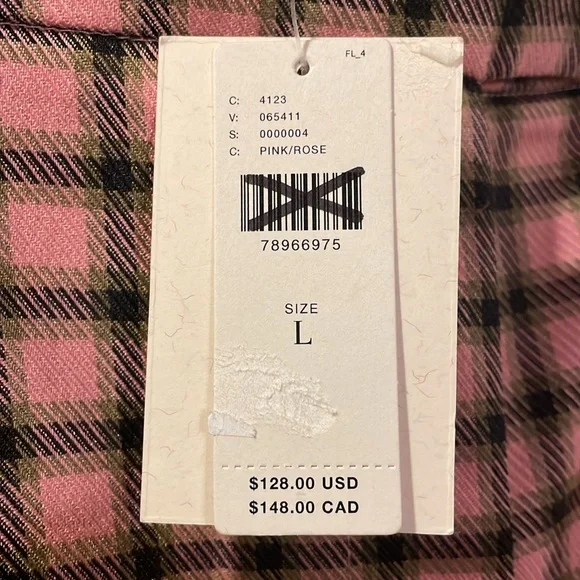 FL_4
C: 4123
V: 065411
S: 0000004
C: PINK/ROSE
78966975
SIZE
L
$128.00 USD
$148.00 CAD